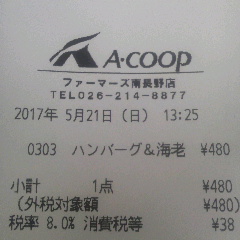 A·COOP
ファーマーズ南長野店
TEL026-214-8877
2017年 5月21日(日) 13:25
0303 ハンバーグ&海老 ¥480
小計 1点 ¥480
(外税対象額 ¥480)
税率 8.0% 消費税等 ¥38